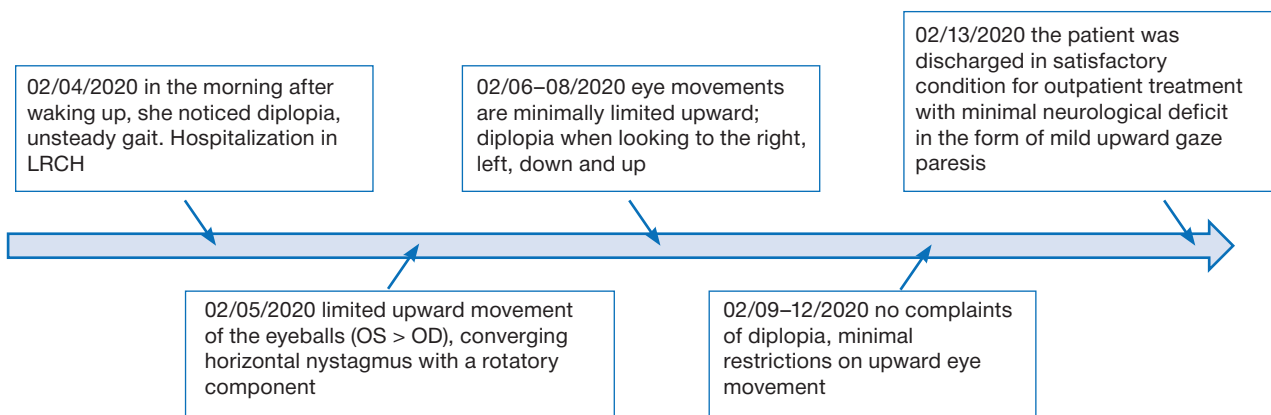 02/04/2020 in the morning after
waking up, she noticed diplopia,
unsteady gait. Hospitalization in
LRCH
02/05/2020 limited upward movement
of the eyeballs (OS > OD), converging
horizontal nystagmus with a rotatory
component
02/06–08/2020 eye movements
are minimally limited upward;
diplopia when looking to the right,
left, down and up
02/09–12/2020 no complaints
of diplopia, minimal
restrictions on upward eye
movement
02/13/2020 the patient was
discharged in satisfactory
condition for outpatient treatment
with minimal neurological deficit
in the form of mild upward gaze
paresis